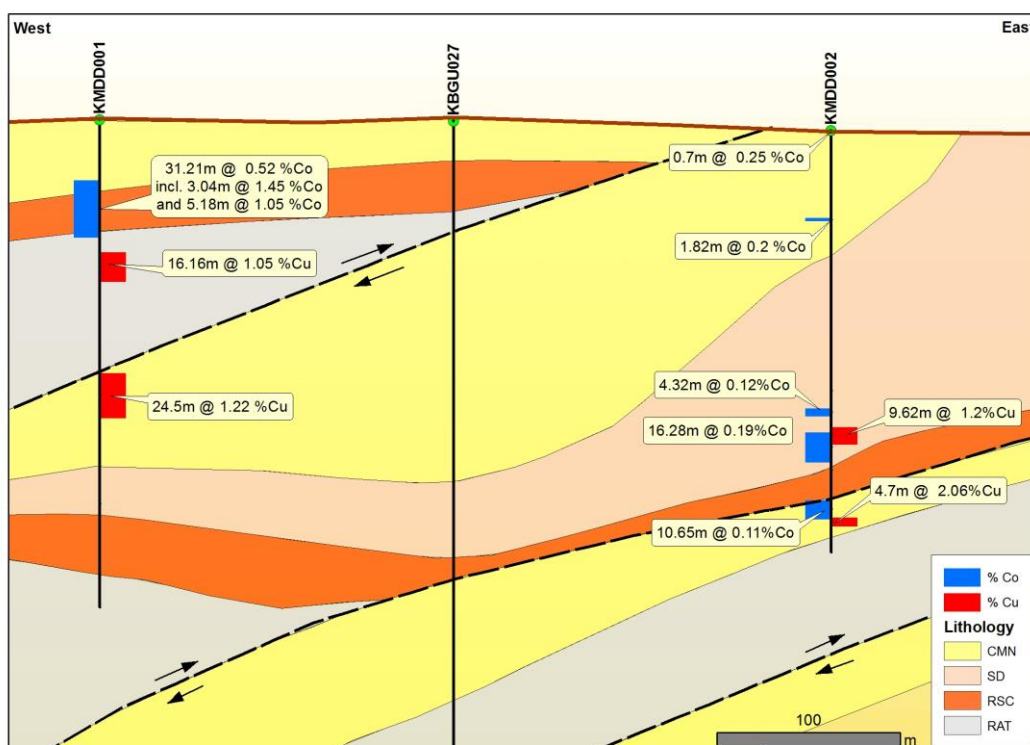 West
East
KMDD001
KBGU027
KMDD002
31.21m @ 0.52 %Co
incl. 3.04m @ 1.45 %Co
and 5.18m @ 1.05 %Co
0.7m @ 0.25 %Co
1.82m @ 0.2 %Co
16.16m @ 1.05 %Cu
24.5m @ 1.22 %Cu
4.32m @ 0.12%Co
9.62m @ 1.2%Cu
16.28m @ 0.19%Co
4.7m @ 2.06%Cu
10.65m @ 0.11%Co
% Co
% Cu
Lithology
CMN
SD
RSC
RAT
100
m